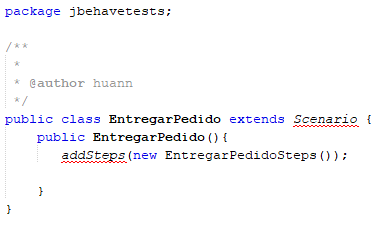 package jbehavetests;
/**
 *
 * @author huann
 */
public class EntregarPedido extends Scenario {
    public EntregarPedido(){
       addSteps(new EntregarPedidoSteps());
    }
}